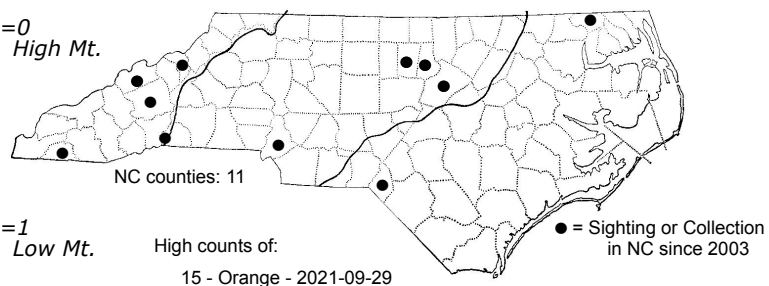 =0
High Mt.
NC counties: 11
=1
Low Mt.
High counts of:
15 - Orange - 2021-09-29
● = Sighting or Collection
in NC since 2003